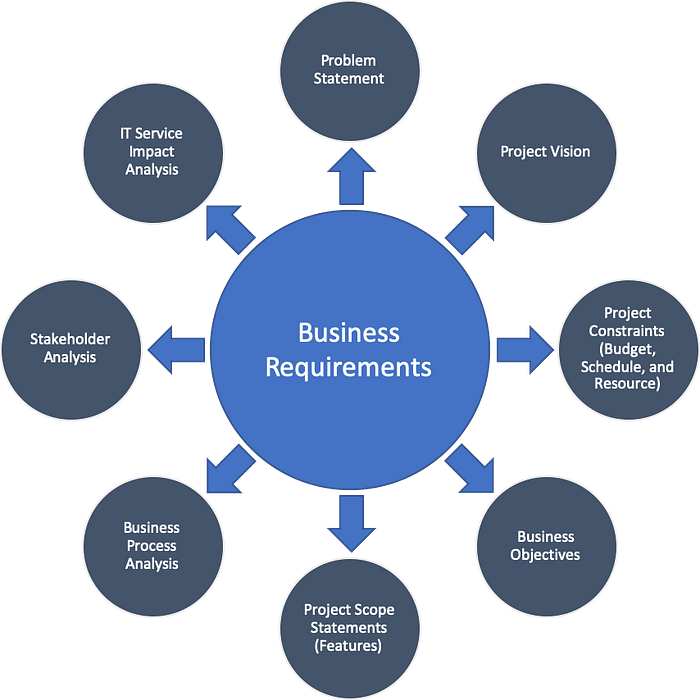 Problem
Statement
IT Service
Impact
Analysis
Project Vision
Business
Requirements
Stakeholder
Analysis
Project
Constraints
(Budget,
Schedule, and
Resource)
Business
Process
Analysis
Business
Objectives
Project Scope
Statements
(Features)